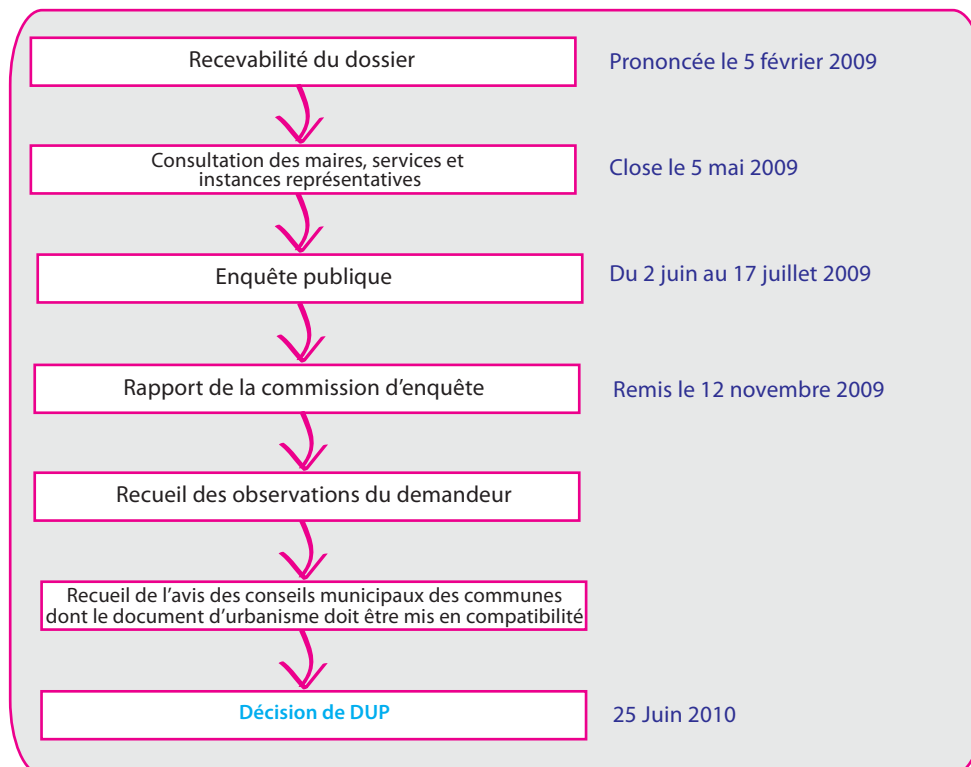 Recevabilité du dossier
Prononcée le 5 février 2009
Consultation des maires, services et
instances représentatives
Close le 5 mai 2009
Enquête publique
Du 2 juin au 17 juillet 2009
Rapport de la commission d'enquête
Remis le 12 novembre 2009
Recueil des observations du demandeur
Recueil de l'avis des conseils municipaux des communes
dont le document d'urbanisme doit être mis en compatibilité
Décision de DUP
25 Juin 2010